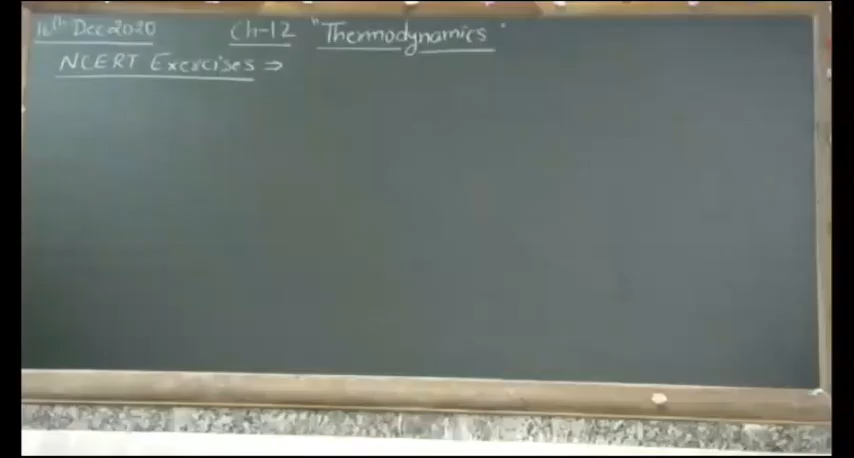 16th Dec 2020 Ch-12 "Thermodynamics"
NCERT Exercises ⇒